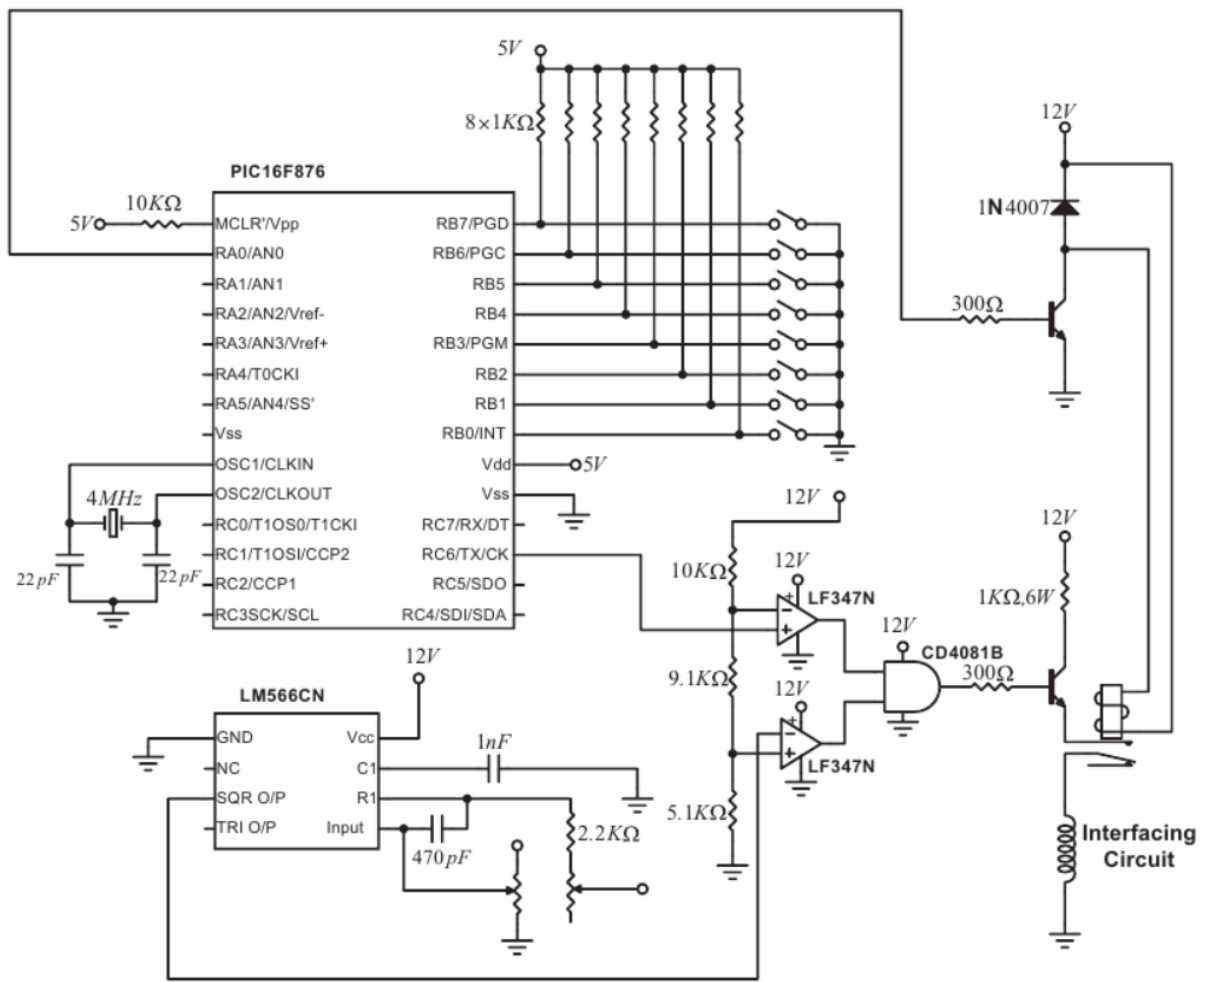 5V
8×1KΩ
12V
PIC16F876
10KΩ
5V
MCLR'/Vpp
RB7/PGD
1N4007
RA0/AN0
RB6/PGC
RA1/AN1
RB5
RA2/AN2/Vref-
RB4
300Ω
RA3/AN3/Vref+
RB3/PGM
RA4/T0CKI
RB2
RA5/AN4/SS'
RB1
Vss
RB0/INT
OSC1/CLKIN
Vdd
5V
4MHz
OSC2/CLKOUT
Vss
12V
RC0/T1OS0/T1CKI
RC7/RX/DT
12V
RC1/T1OSI/CCP2
RC6/TX/CK
22pF
22pF
RC2/CCP1
RC5/SDO
10KΩ
12V
LF347N
1KΩ,6W
RC3SCK/SCL
RC4/SDI/SDA
-
+
+
12V
CD4081B
12V
9.1KΩ
300Ω
LM566CN
12V
GND
Vcc
1nF
-
+
+
LF347N
NC
C1
SQR O/P
R1
5.1KΩ
TRI O/P
Input
470pF
2.2KΩ
Interfacing
Circuit